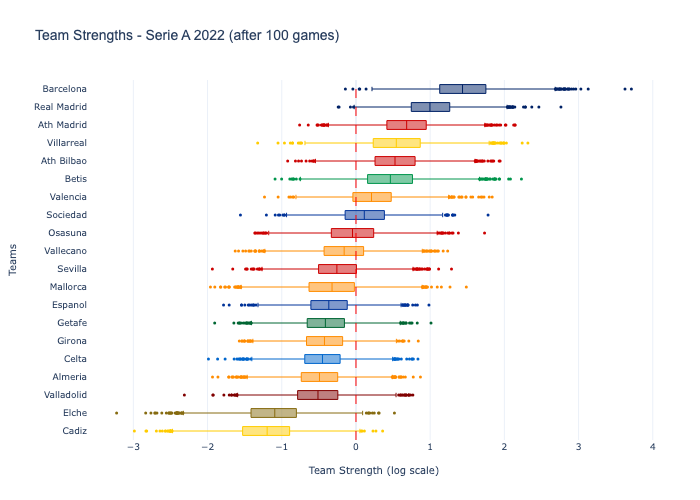 Team Strengths - Serie A 2022 (after 100 games)
Barcelona
Real Madrid
Ath Madrid
Villarreal
Ath Bilbao
Betis
Valencia
Sociedad
Osasuna
Vallecano
Sevilla
Mallorca
Espanol
Getafe
Girona
Celta
Almeria
Valladolid
Elche
Cadiz
Teams
−3 −2 −1 0 1 2 3 4
Team Strength (log scale)